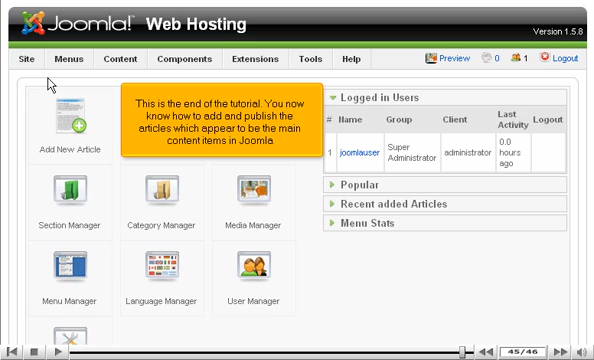 Joomla! Web Hosting
Version 1.5.8
Site Menus Content Components Extensions Tools Help Preview 0 1 Logout
This is the end of the tutorial. You now
know how to add and publish the
articles which appear to be the main
content items in Joomla
Add New Article
Section Manager Category Manager Media Manager
Menu Manager Language Manager User Manager
Logged in Users
# Name Group Client Last Activity Logout
1 joomlauser Super Administrator administrator 0.0 hours ago
Popular
Recent added Articles
Menu Stats
45/46